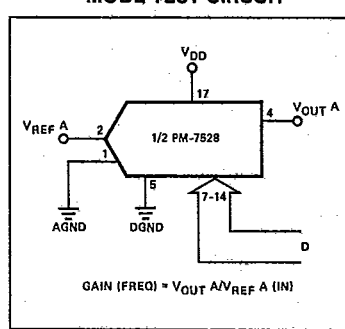 MODE TEST CIRCUIT
VDD
17
VREF A
2
1/2 PM-7528
4
VOUT A
1
5
7-14
AGND
DGND
D
GAIN (FREQ) = VOUT A/VREF A (IN)